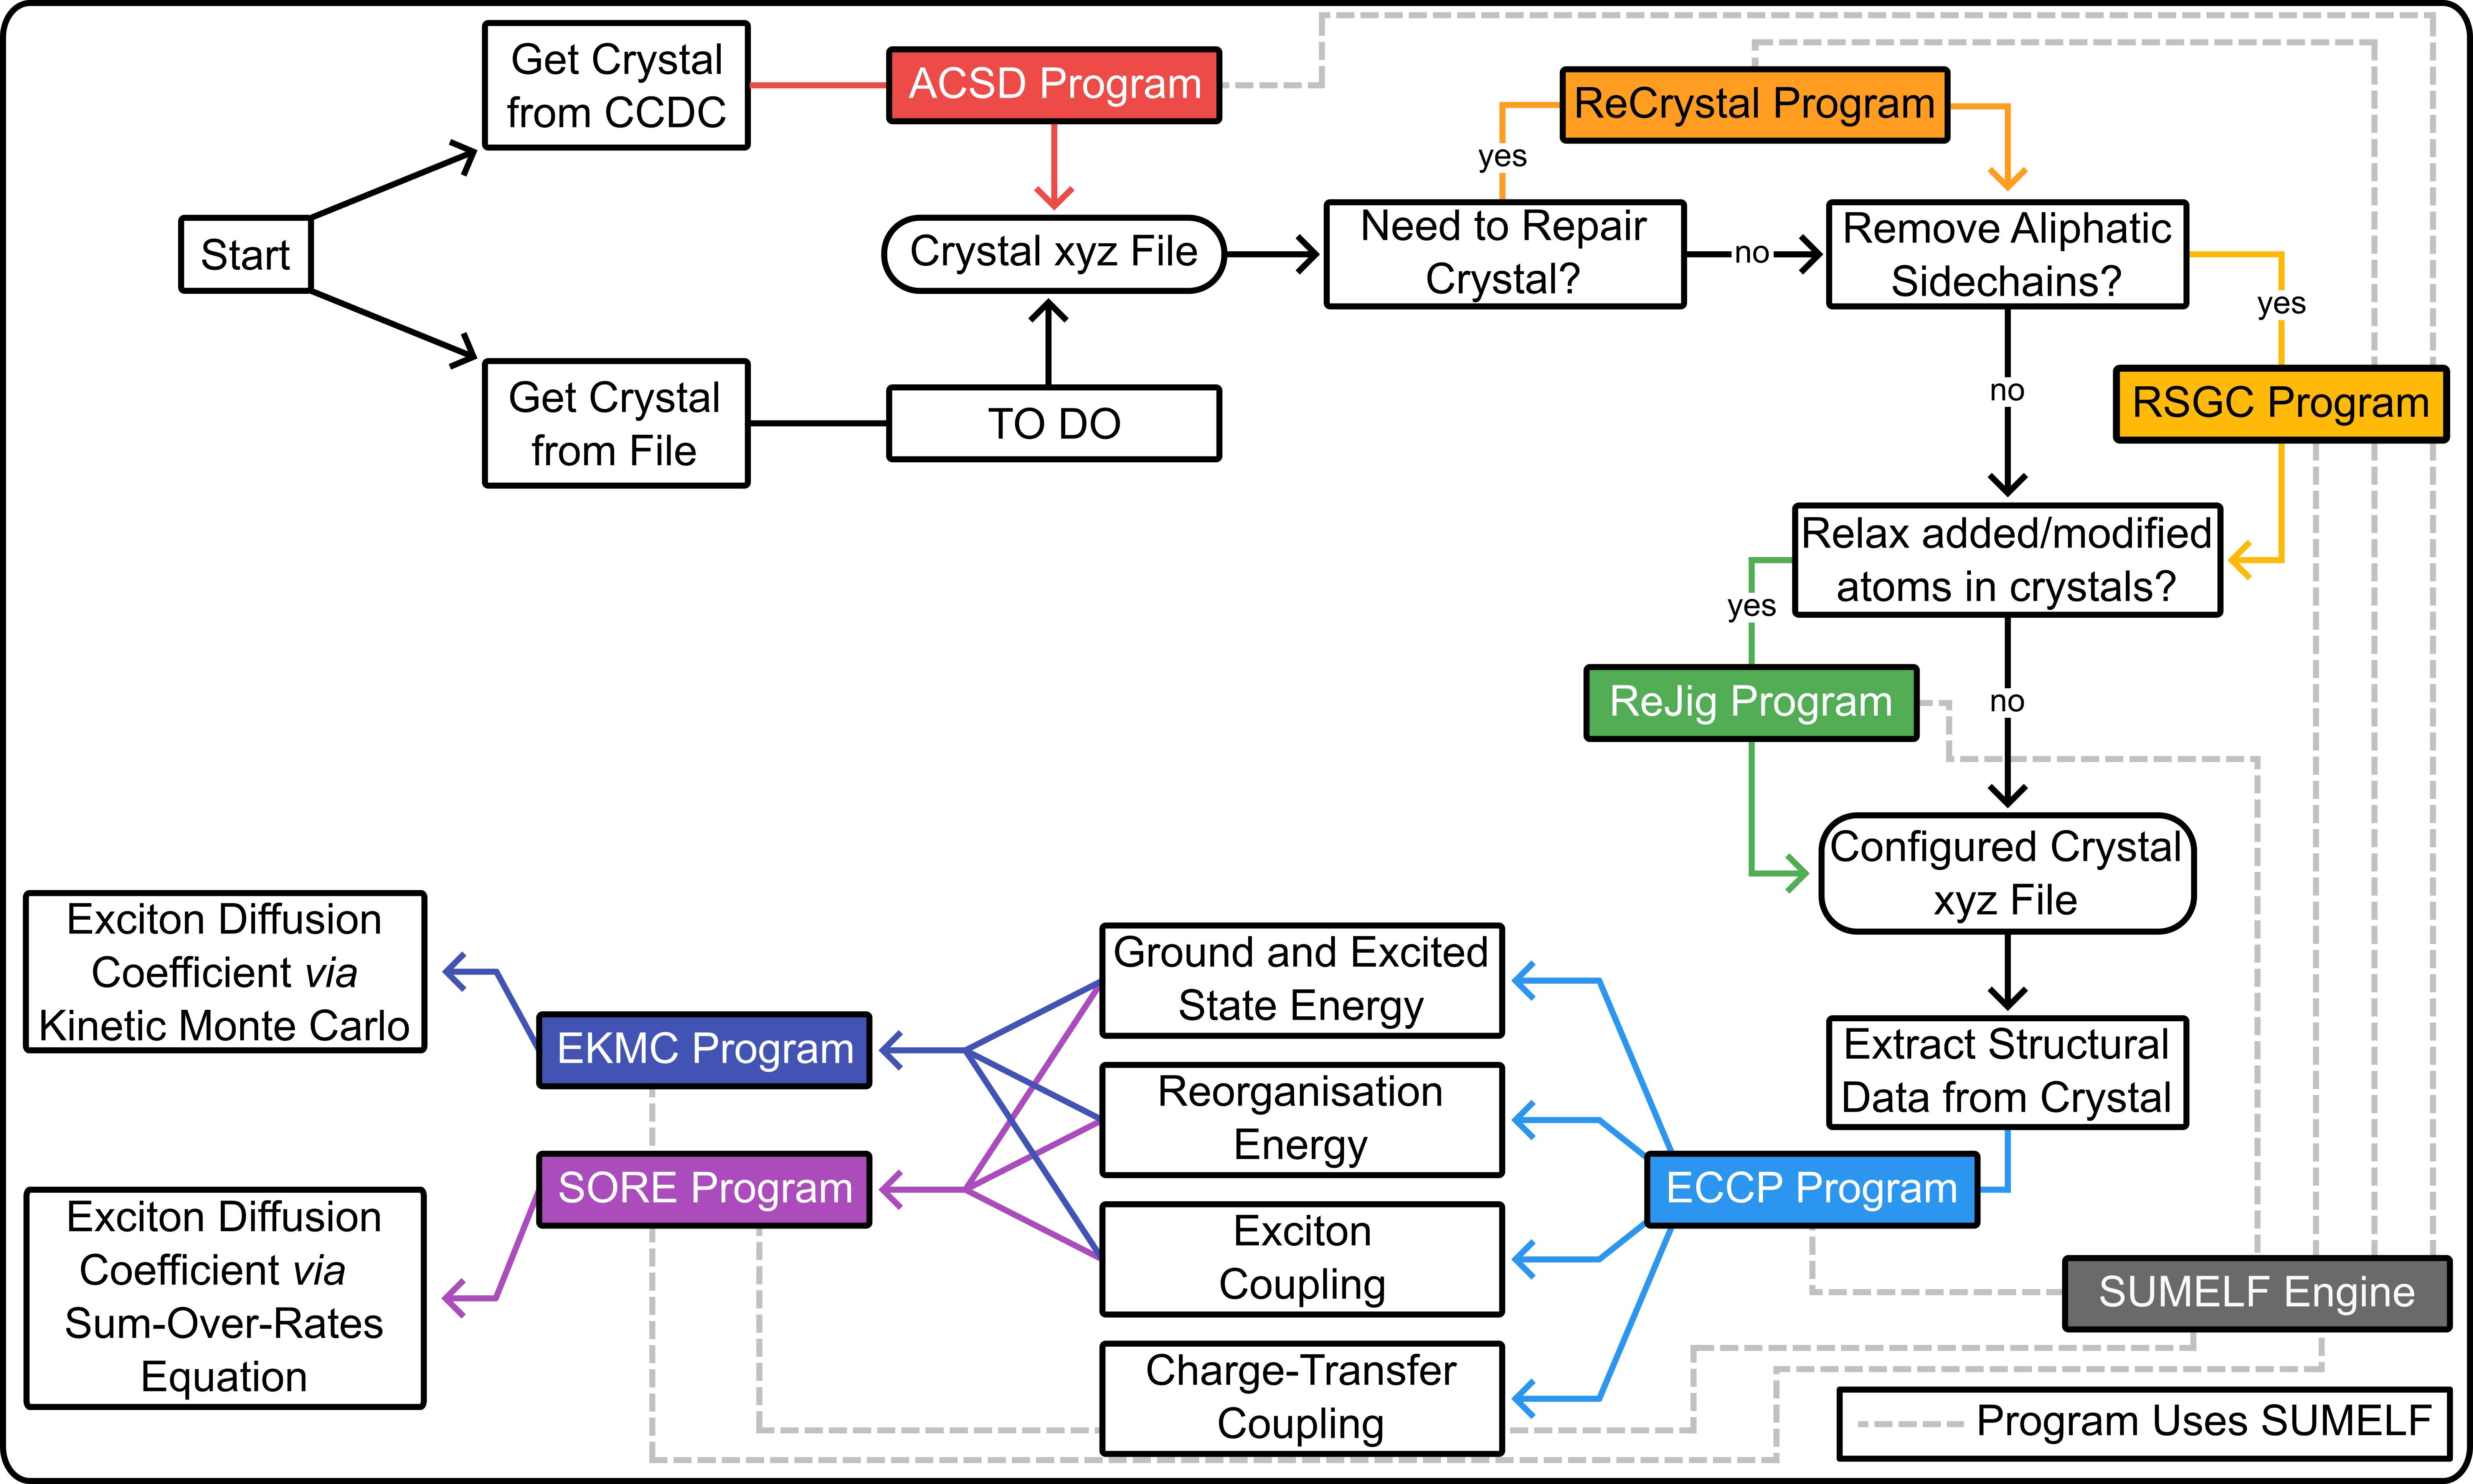 Get Crystal
from CCDC
ACSD Program
ReCrystal Program
yes
Start
Crystal xyz File
Need to Repair
Crystal?
no
Remove Aliphatic
Sidechains?
yes
Get Crystal
from File
TO DO
no
RSGC Program
Relax added/modified
atoms in crystals?
yes
ReJig Program
no
Configured Crystal
xyz File
Extract Structural
Data from Crystal
ECCP Program
Ground and Excited
State Energy
Reorganisation
Energy
Exciton
Coupling
Charge-Transfer
Coupling
EKMC Program
SORE Program
Exciton Diffusion
Coefficient via
Kinetic Monte Carlo
Exciton Diffusion
Coefficient via
Sum-Over-Rates
Equation
SUMELF Engine
Program Uses SUMELF